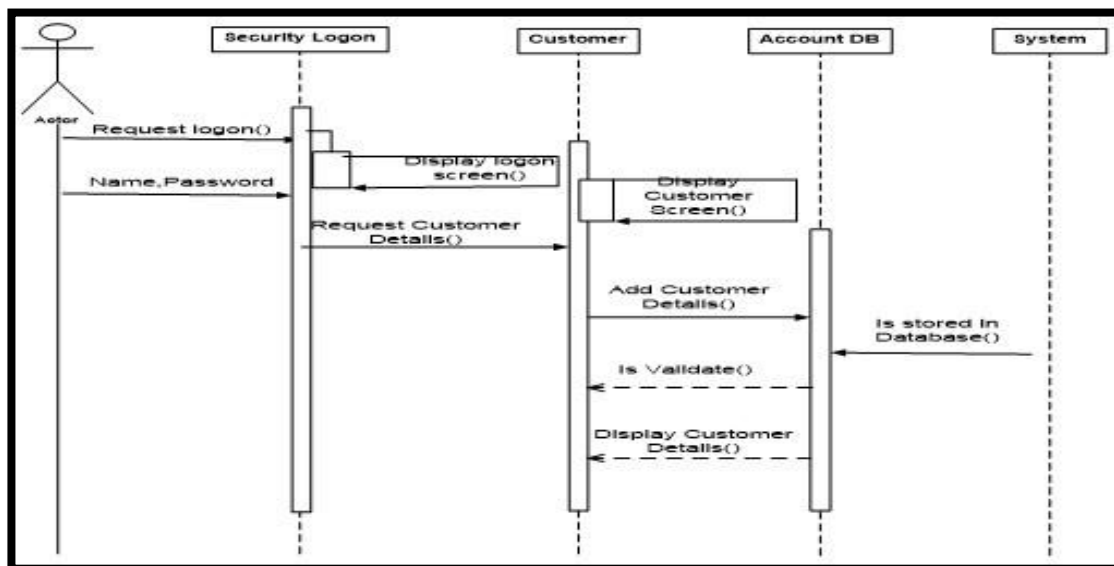 Security Logon
Customer
Account DB
System
Actor
Request logon()
Display logon
screen()
Name,Password
Display
Customer
Screen()
Request Customer
Details()
Add Customer
Details()
Is stored in
Database()
Is Validate()
Display Customer
Details()